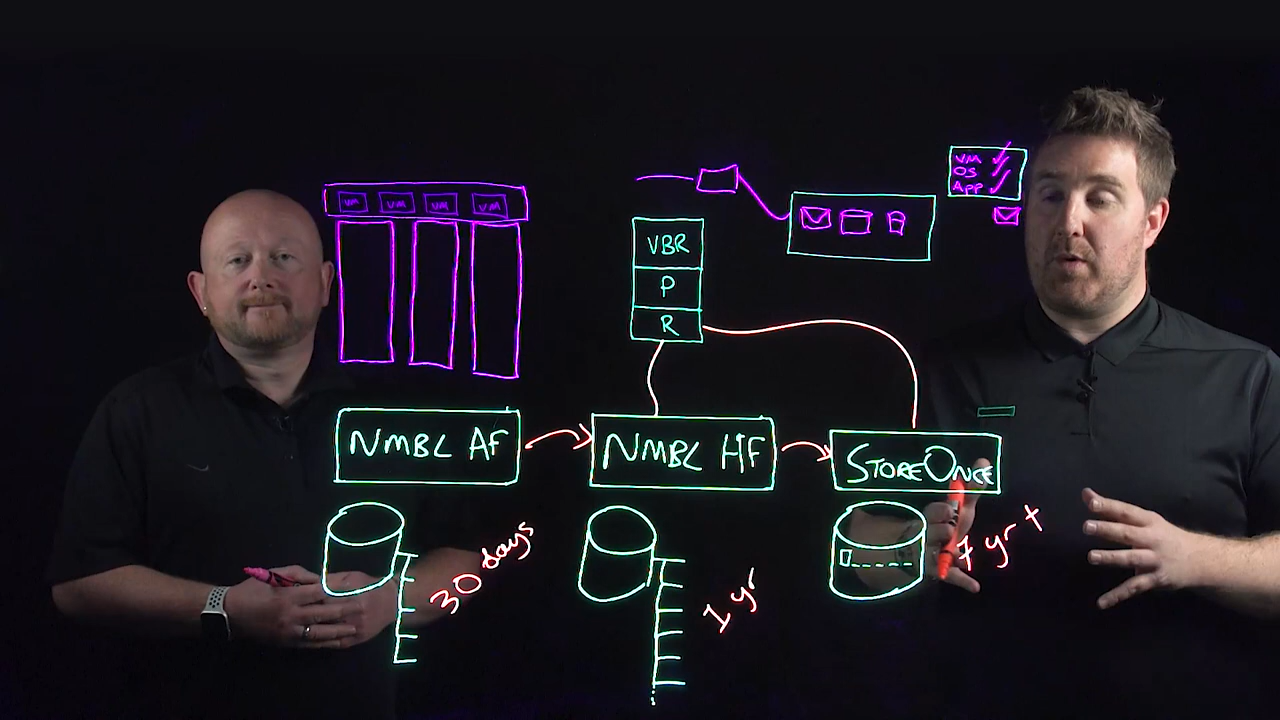 VM VM VM VM
VM
OS
APP
VBR
P
R
NMBL AF
NMBL HF
STOREONCE
30 days
1 yr
7 yr +